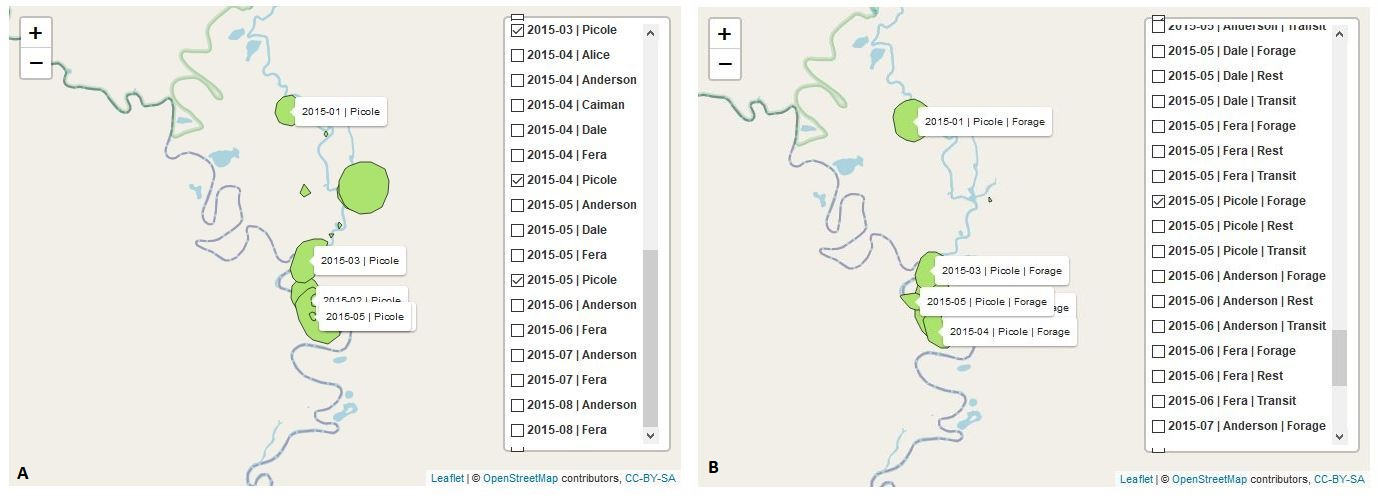 +
−
2015-01 | Picole
2015-03 | Picole
2015-02 | Picole
2015-05 | Picole
2015-03 | Picole
2015-04 | Alice
2015-04 | Anderson
2015-04 | Caiman
2015-04 | Dale
2015-04 | Fera
2015-04 | Picole
2015-05 | Anderson
2015-05 | Dale
2015-05 | Fera
2015-05 | Picole
2015-06 | Anderson
2015-06 | Fera
2015-07 | Anderson
2015-07 | Fera
2015-08 | Anderson
2015-08 | Fera
A
Leaflet | © OpenStreetMap contributors, CC-BY-SA
+
−
2015-01 | Picole | Forage
2015-03 | Picole | Forage
2015-05 | Picole | Forage
age
2015-04 | Picole | Forage
2015-05 | Anderson | Transit
2015-05 | Dale | Forage
2015-05 | Dale | Rest
2015-05 | Dale | Transit
2015-05 | Fera | Forage
2015-05 | Fera | Rest
2015-05 | Fera | Transit
2015-05 | Picole | Forage
2015-05 | Picole | Rest
2015-05 | Picole | Transit
2015-06 | Anderson | Forage
2015-06 | Anderson | Rest
2015-06 | Anderson | Transit
2015-06 | Fera | Forage
2015-06 | Fera | Rest
2015-06 | Fera | Transit
2015-07 | Anderson | Forage
B
Leaflet | © OpenStreetMap contributors, CC-BY-SA